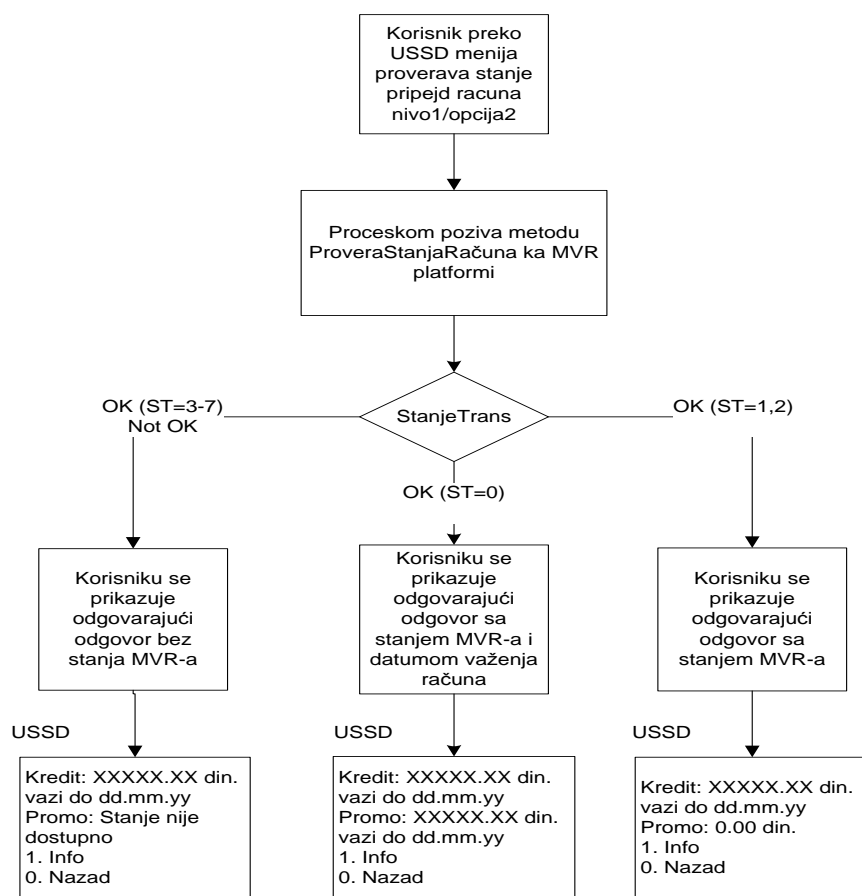 Korisnik preko
USSD menija
proverava stanje
pripejd racuna
nivo1/opcija2
Proceskom poziva metodu
ProveraStanjaRačuna ka MVR
platformi
StanjeTrans
OK (ST=3-7)
Not OK
OK (ST=0)
OK (ST=1,2)
Korisniku se
prikazuje
odgovarajući
odgovor bez
stanja MVR-a
Korisniku se
prikazuje
odgovarajući
odgovor sa
stanjem MVR-a i
datumom važenja
računa
Korisniku se
prikazuje
odgovarajući
odgovor sa
stanjem MVR-a
USSD
USSD
USSD
Kredit: XXXXX.XX din.
vazi do dd.mm.yy
Promo: Stanje nije
dostupno
1. Info
0. Nazad
Kredit: XXXXX.XX din.
vazi do dd.mm.yy
Promo: XXXXX.XX din.
vazi do dd.mm.yy
1. Info
0. Nazad
Kredit: XXXXX.XX din.
vazi do dd.mm.yy
Promo: 0.00 din.
1. Info
0. Nazad